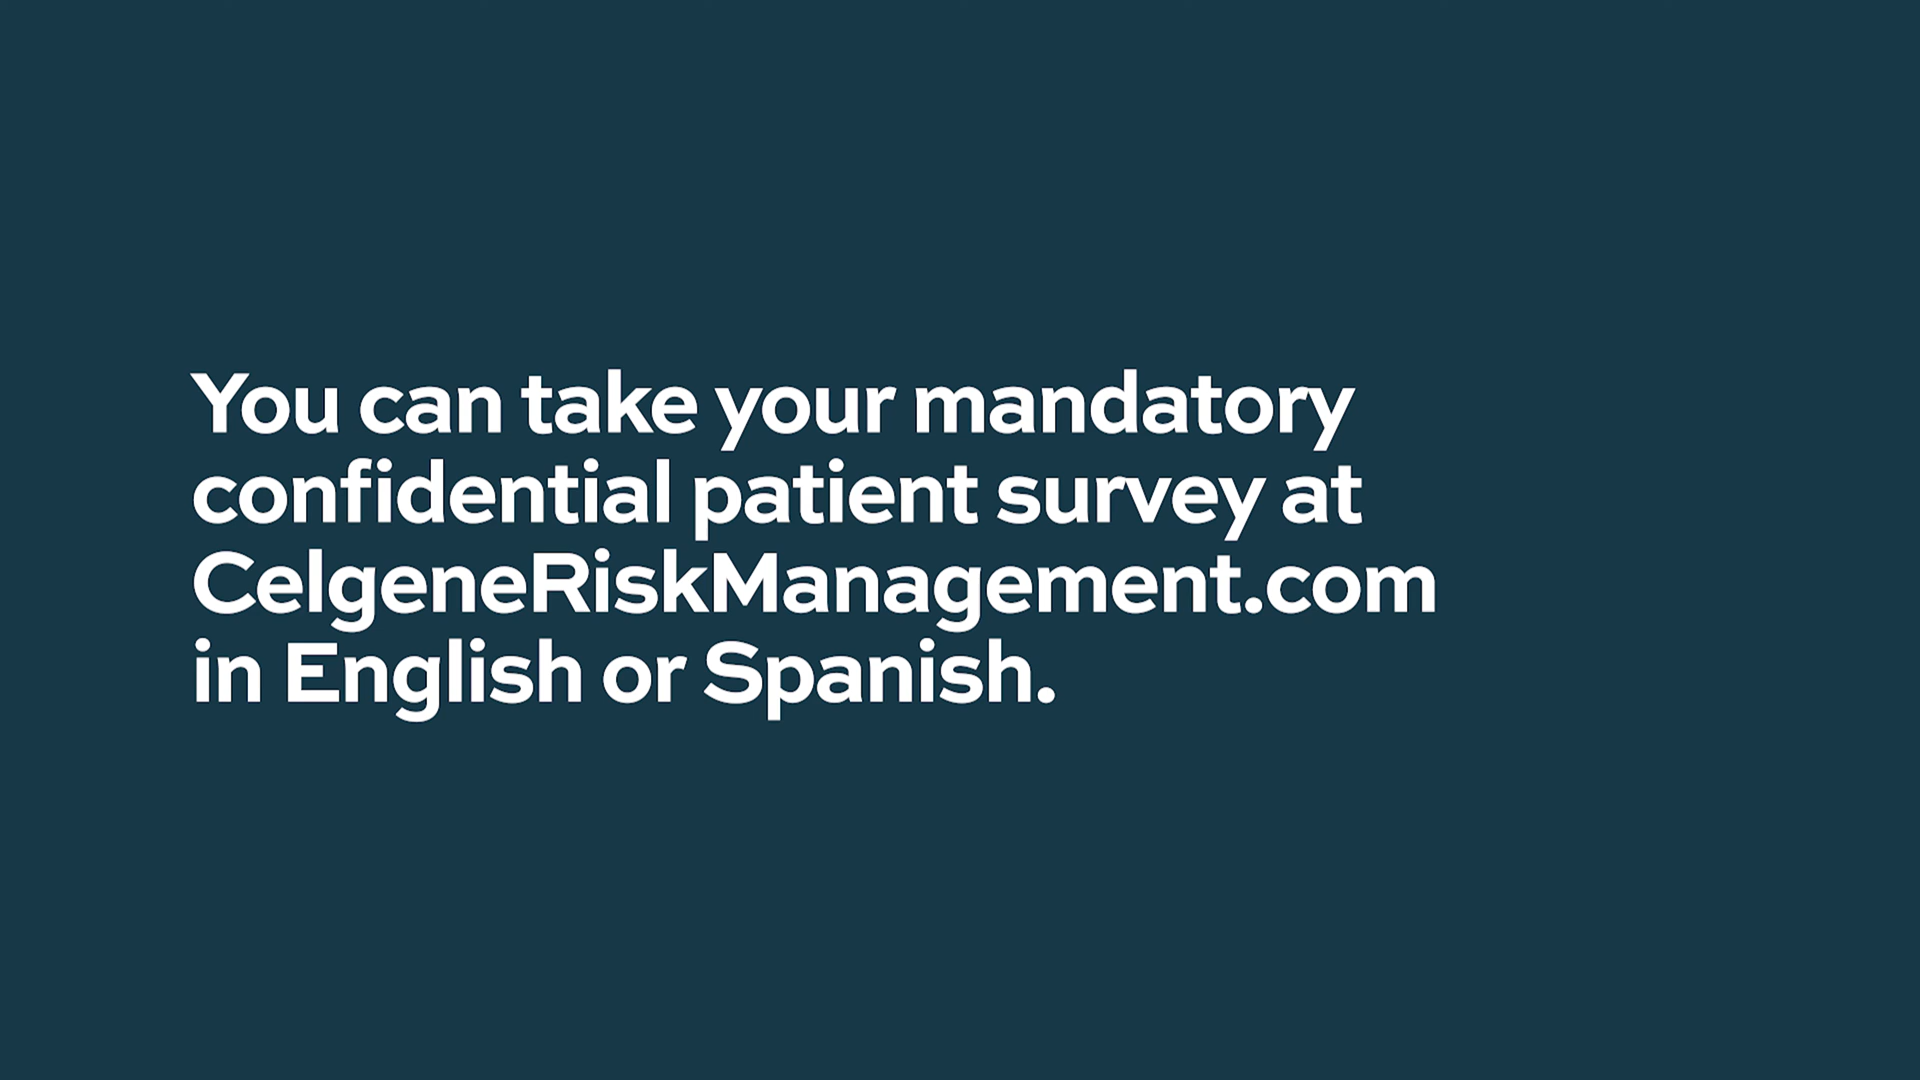 You can take your mandatory
confidential patient survey at
CelgeneRiskManagement.com
in English or Spanish.